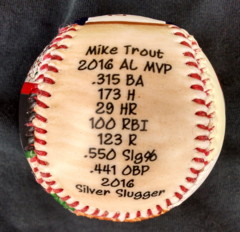 Mike Trout
2016 AL MVP
.315 BA
173 H
29 HR
100 RBI
123 R
.550 Slg%
.441 OBP
2016
Silver Slugger